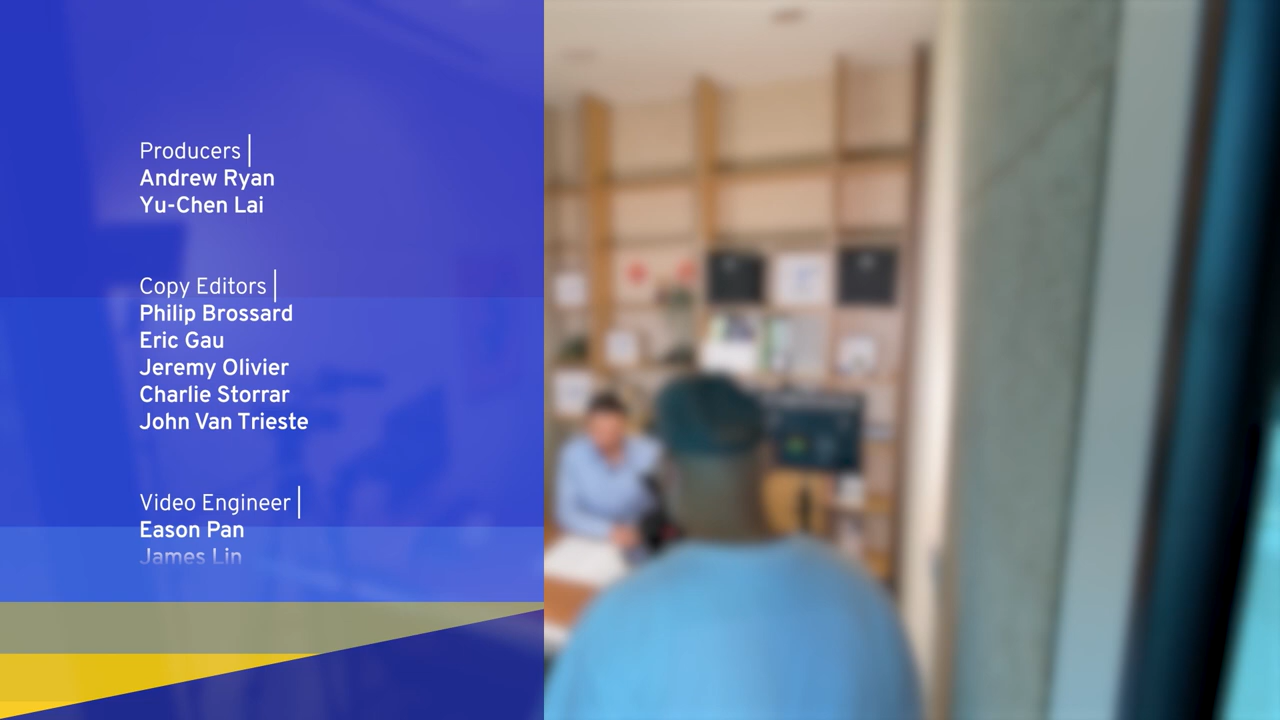 Producers
Andrew Ryan
Yu-Chen Lai
Copy Editors
Philip Brossard
Eric Gau
Jeremy Olivier
Charlie Storrar
John Van Trieste
Video Engineer
Eason Pan
James Lin